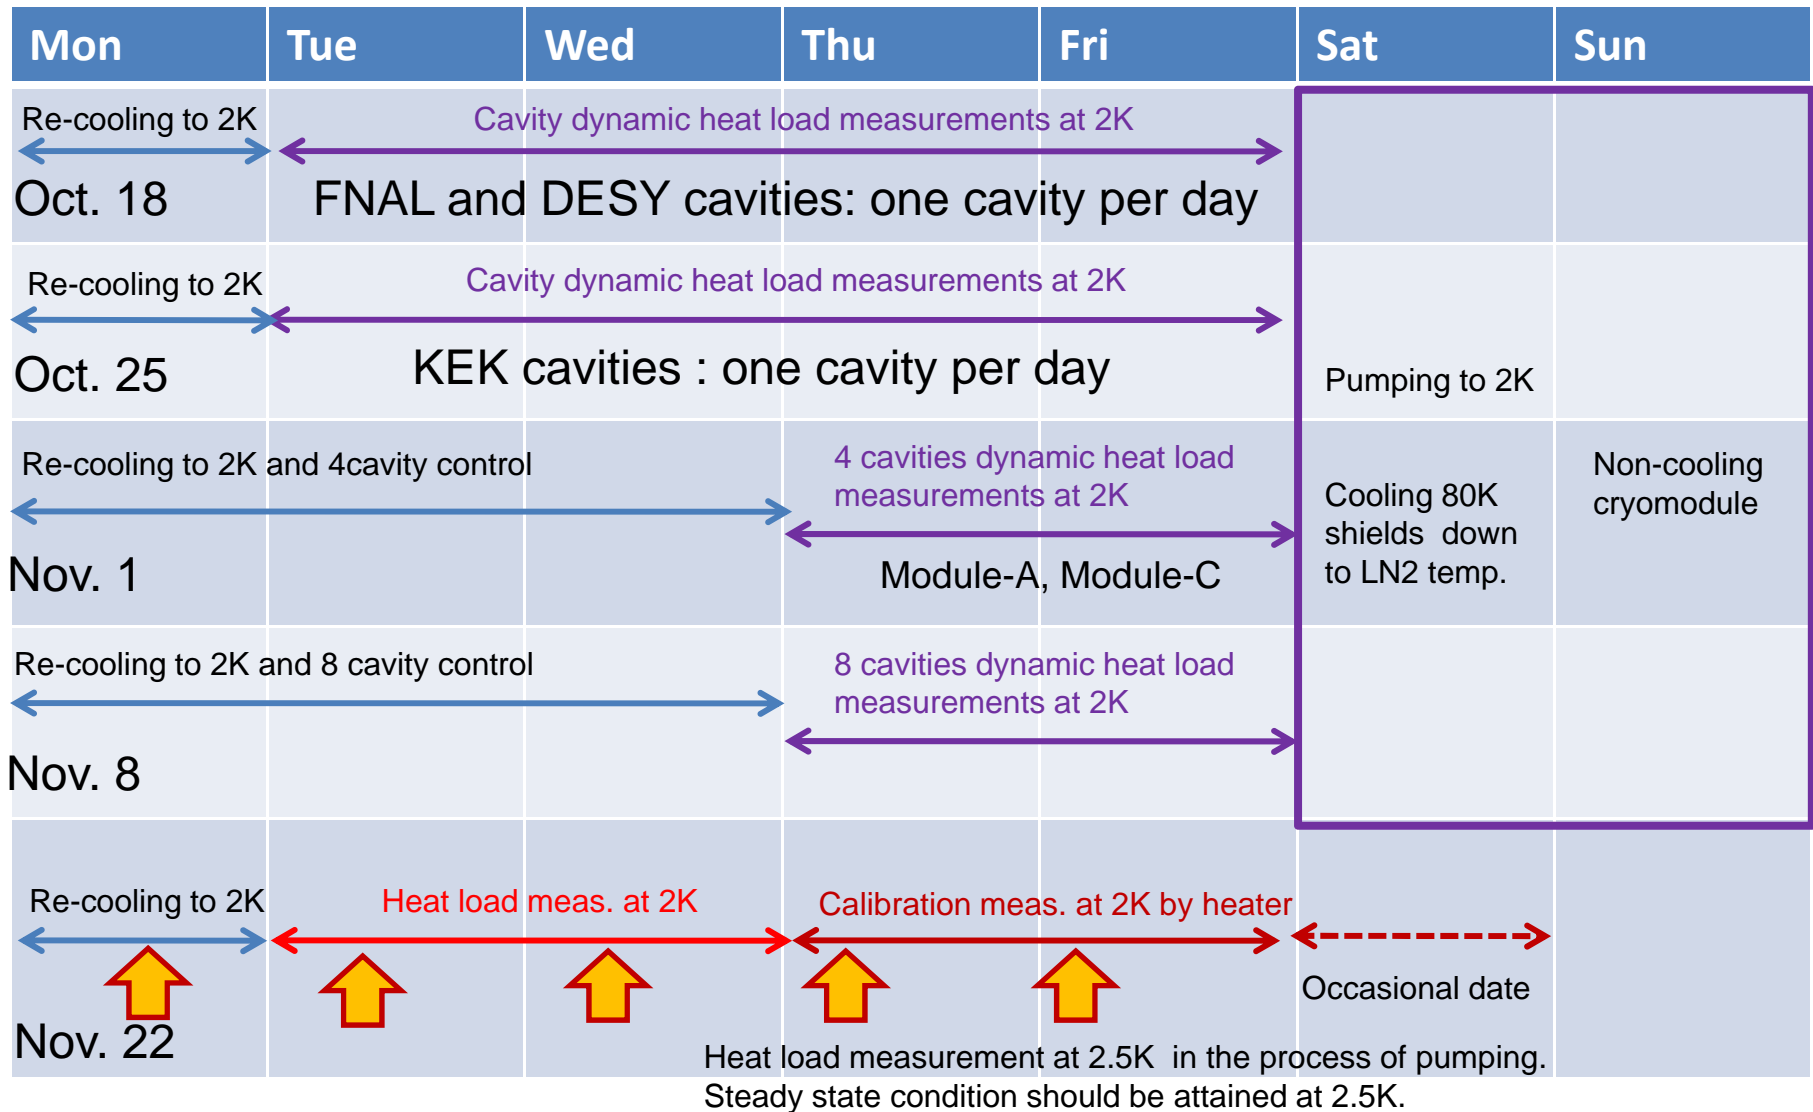 Mon Tue Wed Thu Fri Sat Sun
Re-cooling to 2K
Cavity dynamic heat load measurements at 2K
Oct. 18
FNAL and DESY cavities: one cavity per day
Re-cooling to 2K
Cavity dynamic heat load measurements at 2K
Oct. 25
KEK cavities : one cavity per day
Pumping to 2K
Re-cooling to 2K and 4cavity control
4 cavities dynamic heat load
measurements at 2K
Nov. 1
Module-A, Module-C
Cooling 80K
shields down
to LN2 temp.
Non-cooling
cryomodule
Re-cooling to 2K and 8 cavity control
8 cavities dynamic heat load
measurements at 2K
Nov. 8
Re-cooling to 2K
Heat load meas. at 2K
Calibration meas. at 2K by heater
Occasional date
Nov. 22
Heat load measurement at 2.5K in the process of pumping.
Steady state condition should be attained at 2.5K.